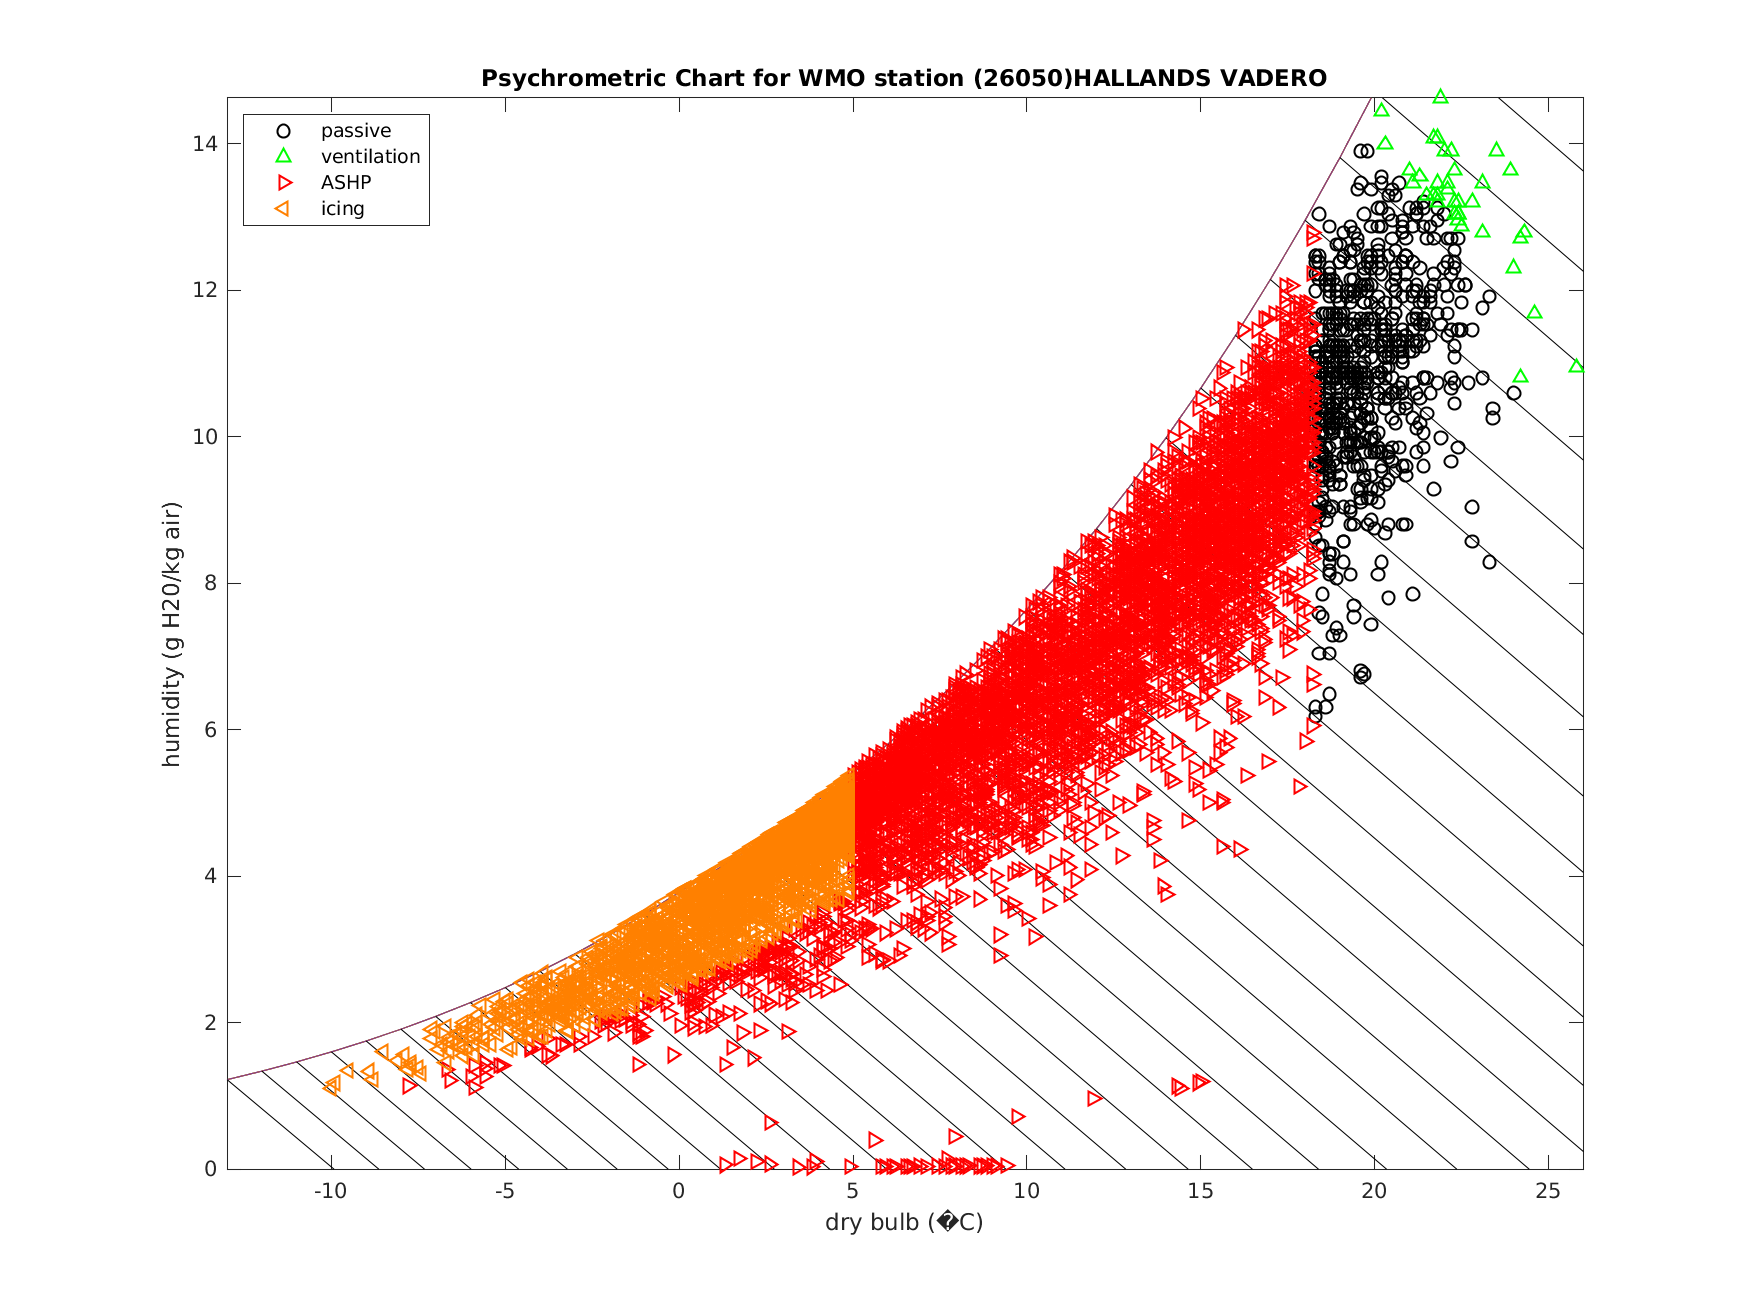 Psychrometric Chart for WMO station (26050)HALLANDS VADERO
passive
ventilation
ASHP
icing
14
12
10
8
6
4
2
0
humidity (g H20/kg air)
-10 -5 0 5 10 15 20 25
dry bulb (�C)